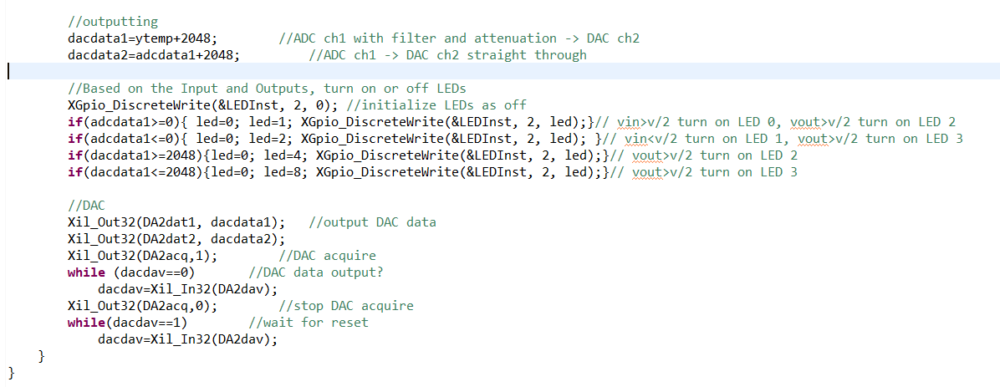 //outputting
dacdata1=ytemp+2048;        //ADC ch1 with filter and attenuation -> DAC ch2
dacdata2=adcdata1+2048;         //ADC ch1 -> DAC ch2 straight through
//Based on the Input and Outputs, turn on or off LEDs
XGpio_DiscreteWrite(&LEDInst, 2, 0); //initialize LEDs as off
if(adcdata1>=0){ led=0; led=1; XGpio_DiscreteWrite(&LEDInst, 2, led);}// vin>v/2 turn on LED 0, vout>v/2 turn on LED 2
if(adcdata1<=0){ led=0; led=2; XGpio_DiscreteWrite(&LEDInst, 2, led); }// vin<v/2 turn on LED 1, vout>v/2 turn on LED 3
if(dacdata1>=2048){led=0; led=4; XGpio_DiscreteWrite(&LEDInst, 2, led);}// vout>v/2 turn on LED 2
if(dacdata1<=2048){led=0; led=8; XGpio_DiscreteWrite(&LEDInst, 2, led);}// vout>v/2 turn on LED 3
//DAC
Xil_Out32(DA2dat1, dacdata1);   //output DAC data
Xil_Out32(DA2dat2, dacdata2);
Xil_Out32(DA2acq,1);        //DAC acquire
while (dacdav==0)       //DAC data output?
    dacdav=Xil_In32(DA2dav);
Xil_Out32(DA2acq,0);        //stop DAC acquire
while(dacdav==1)        //wait for reset
    dacdav=Xil_In32(DA2dav);
}
}